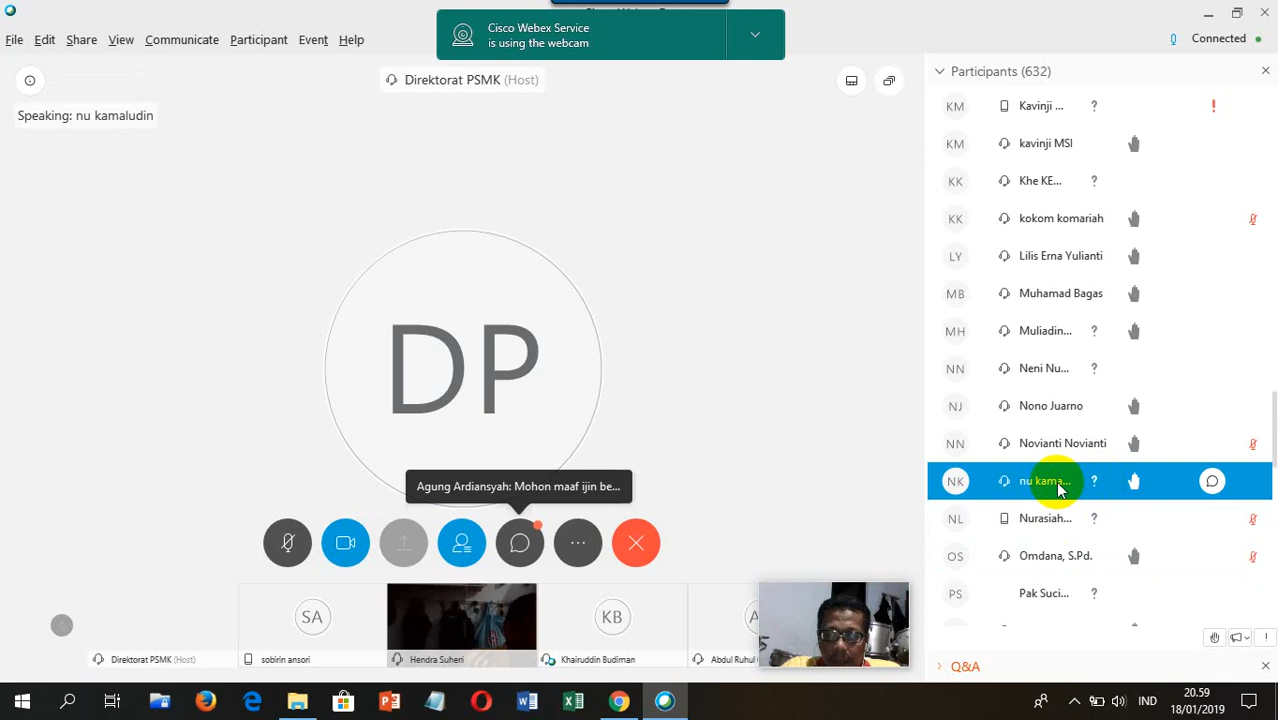 Cisco Webex Service
is using the webcam
File Edit Share View Communicate Participant Event Help
Connected
Direktorat PSMK (Host)
Speaking: nu kamaludin
DP
Agung Ardiansyah: Mohon maaf ijin be...
SA
KB
Direktorat PSMK (Host)
sobirin ansori
Hendra Suheri
Khairuddin Budiman
Abdul Ruhul
Participants (632)
KM Kavinji ... ? !
KM kavinji MSI
KK Khe KE... ?
KK kokom komariah
LY Lilis Erna Yulianti
MB Muhamad Bagas
MH Muliadin... ?
NN Neni Nu... ?
NJ Nono Juarno
NN Novianti Novianti
NK nu kama... ?
NL Nurasiah... ?
OS Omdana, S.Pd.
PS Pak Suci... ?
Q&A
IND
20.59
18/01/2019